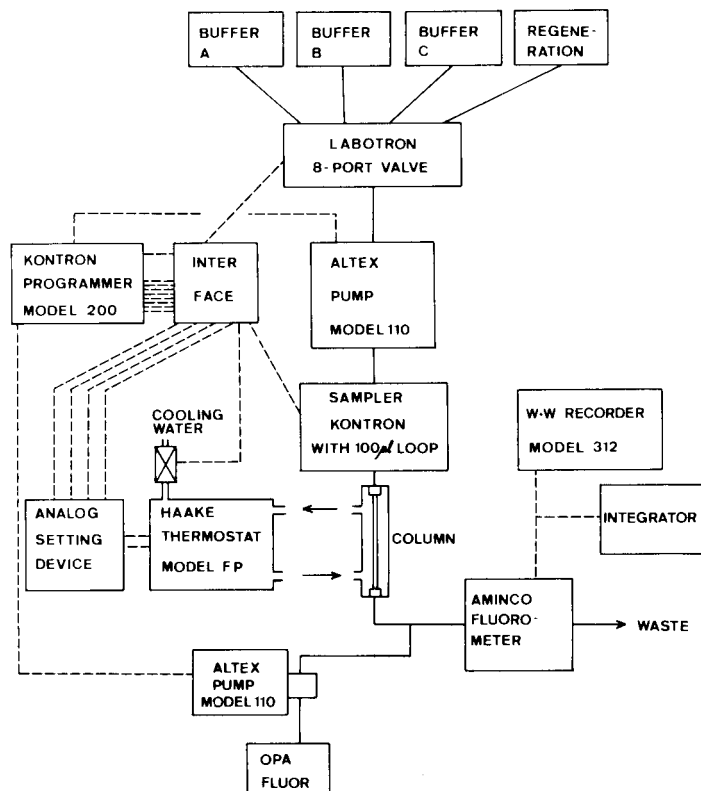 BUFFER
A
BUFFER
B
BUFFER
C
REGENE-
RATION
LABOTRON
8-PORT VALVE
KONTRON
PROGRAMMER
MODEL 200
INTER
FACE
ALTEX
PUMP
MODEL 110
SAMPLER
KONTRON
WITH 100 µl LOOP
W+W RECORDER
MODEL 312
INTEGRATOR
COOLING
WATER
ANALOG
SETTING
DEVICE
HAAKE
THERMOSTAT
MODEL FP
COLUMN
AMINCO
FLUORO-
METER
WASTE
ALTEX
PUMP
MODEL 110
OPA
FLUOR